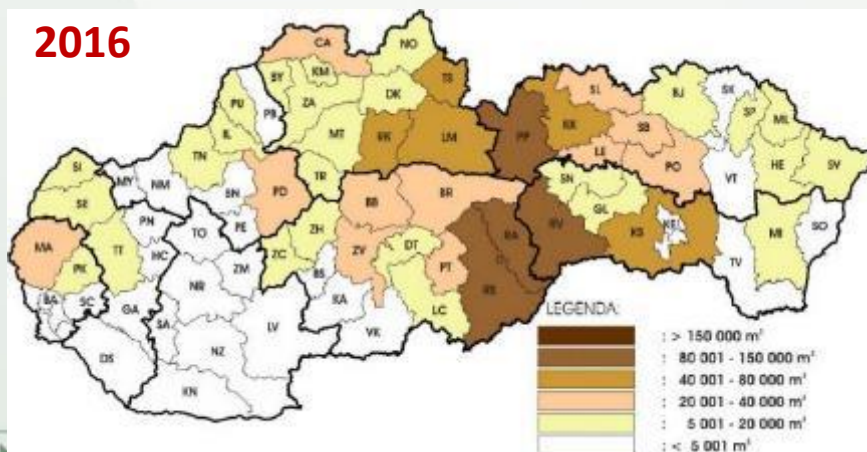 2016
CA
NO
BY
KM
TS
PU
PB
ZA
DK
IL
MT
RK
LM
PP
KK
SL
BJ
SK
SP
ML
SB
LE
PO
VT
HE
SV
TN
TR
SI
SE
MY
NM
BN
PD
PE
BB
BR
SN
GL
RV
KS
KE
MI
SO
TV
PN
TO
ZH
ZC
BS
ZV
DT
PT
RA
RS
LC
MA
PK
TT
HC
ZM
NR
KA
VK
BA
SC
GA
SA
LV
DS
NZ
KN
LEGENDA:
: > 150 000 m³
: 80 001 - 150 000 m³
: 40 001 - 80 000 m³
: 20 001 - 40 000 m³
: 5 001 - 20 000 m³
: < 5 001 m³